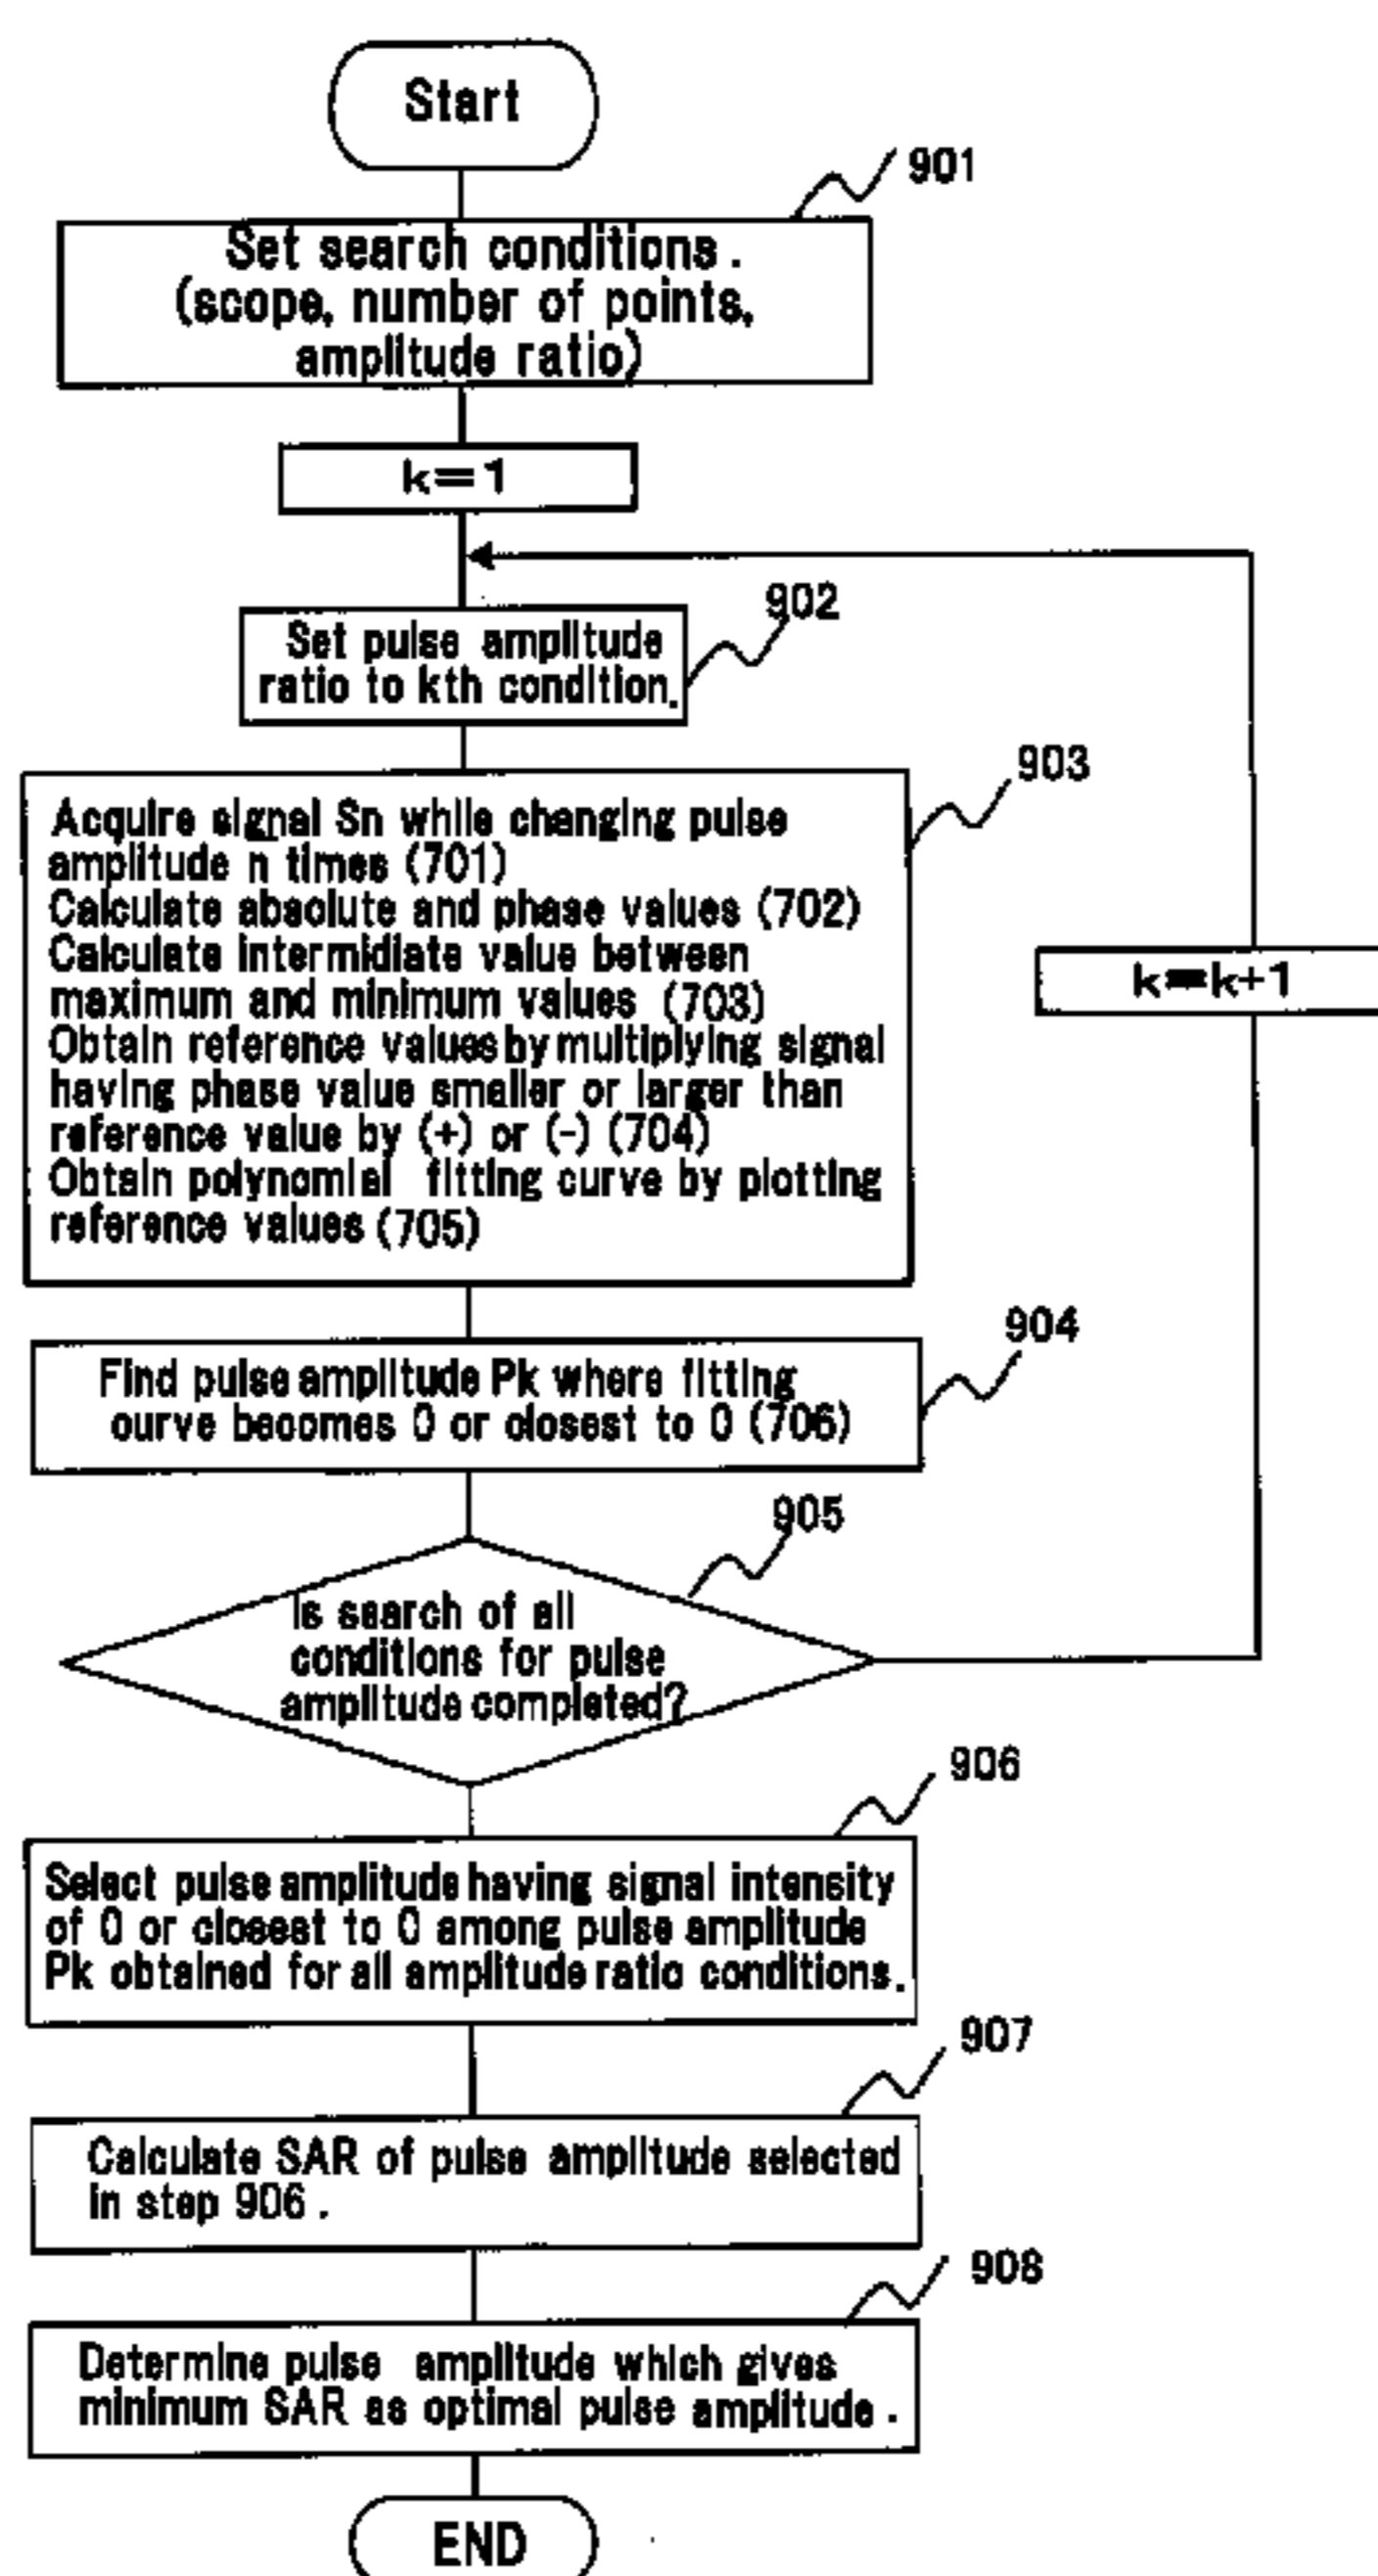 Start
901
Set search conditions.
(scope, number of points,
amplitude ratio)
k=1
902
Set pulse amplitude
ratio to kth condition.
903
Acquire signal Sn while changing pulse
amplitude n times (701)
Calculate absolute and phase values (702)
Calculate intermidiate value between
maximum and minimum values (703)
Obtain reference values by multiplying signal
having phase value smaller or larger than
reference value by (+) or (-) (704)
Obtain polynomial fitting curve by plotting
reference values (705)
k=k+1
904
Find pulse amplitude Pk where fitting
curve becomes 0 or closest to 0 (706)
905
Is search of all
conditions for pulse
amplitude completed?
906
Select pulse amplitude having signal intensity
of 0 or closest to 0 among pulse amplitude
Pk obtained for all amplitude ratio conditions.
907
Calculate SAR of pulse amplitude selected
in step 906.
908
Determine pulse amplitude which gives
minimum SAR as optimal pulse amplitude.
END